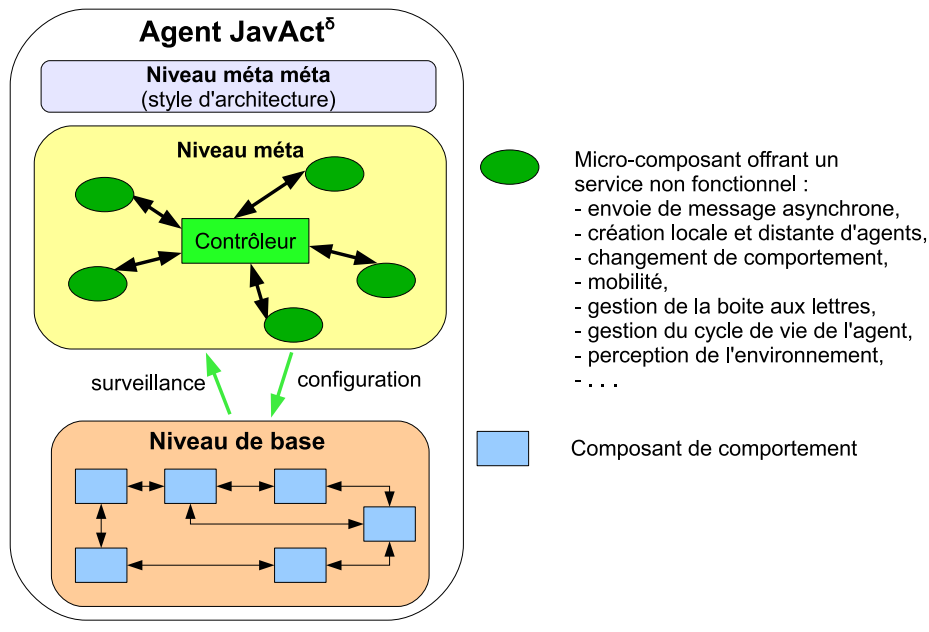 Agent JavActδ
Niveau méta méta
(style d'architecture)
Niveau méta
Contrôleur
surveillance
configuration
Niveau de base
Micro-composant offrant un
service non fonctionnel :
- envoie de message asynchrone,
- création locale et distante d'agents,
- changement de comportement,
- mobilité,
- gestion de la boite aux lettres,
- gestion du cycle de vie de l'agent,
- perception de l'environnement,
- . . .
Composant de comportement